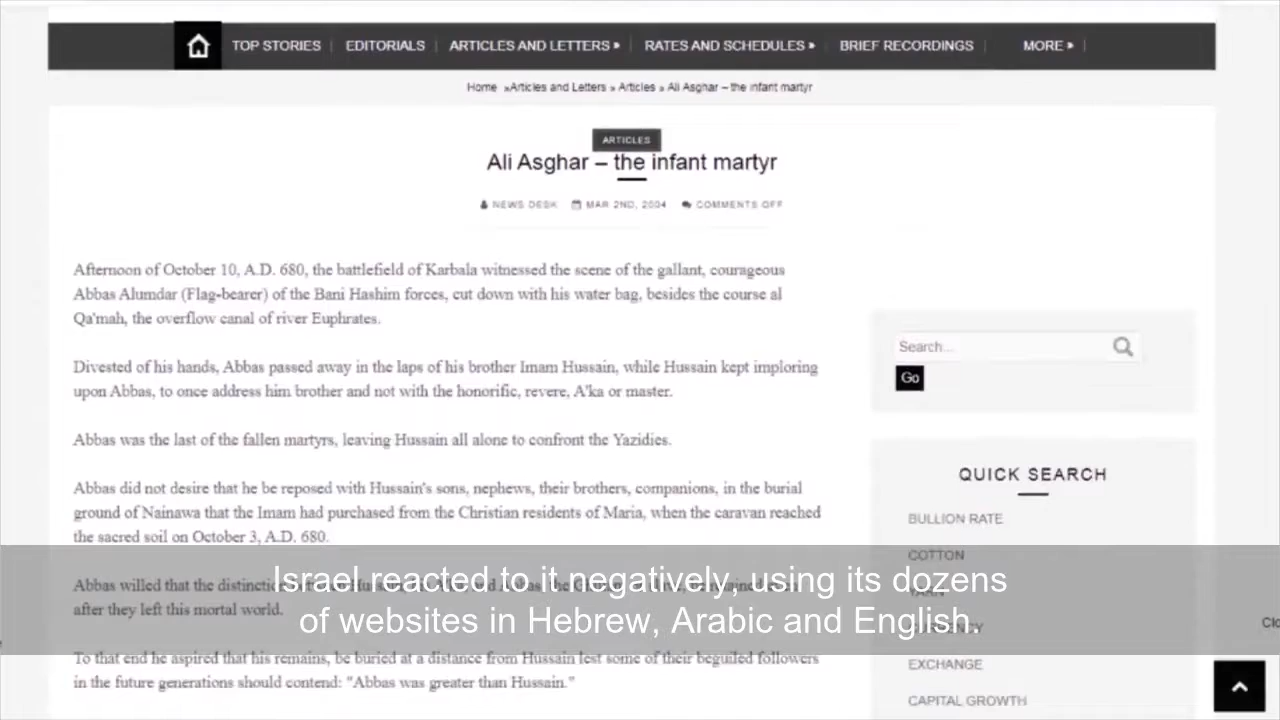 TOP STORIES
EDITORIALS
ARTICLES AND LETTERS »
RATES AND SCHEDULES »
BRIEF RECORDINGS
MORE »
Home »Articles and Letters » Articles » Ali Asghar – the infant martyr
ARTICLES
Ali Asghar – the infant martyr
NEWS DESK MAR 2ND, 2004 COMMENTS OFF
Afternoon of October 10, A.D. 680, the battlefield of Karbala witnessed the scene of the gallant, courageous
Abbas Alumdar (Flag-bearer) of the Bani Hashim forces, cut down with his water bag, besides the course al
Qa'mah, the overflow canal of river Euphrates.
Divested of his hands, Abbas passed away in the laps of his brother Imam Hussain, while Hussain kept imploring
upon Abbas, to once address him brother and not with the honorific, revere, A'ka or master.
Abbas was the last of the fallen martyrs, leaving Hussain all alone to confront the Yazidies.
Abbas did not desire that he be reposed with Hussain's sons, nephews, their brothers, companions, in the burial
ground of Nainawa that the Imam had purchased from the Christian residents of Maria, when the caravan reached
the sacred soil on October 3, A.D. 680.
Abbas willed that the
after they left this mortal world.
To that end he aspired that his remains, be buried at a distance from Hussain lest some of their beguiled followers
in the future generations should contend: "Abbas was greater than Hussain."
Search...
Go
QUICK SEARCH
BULLION RATE
COTTON
EXCHANGE
CAPITAL GROWTH
Israel reacted to it negatively, using its dozens
of websites in Hebrew, Arabic and English.